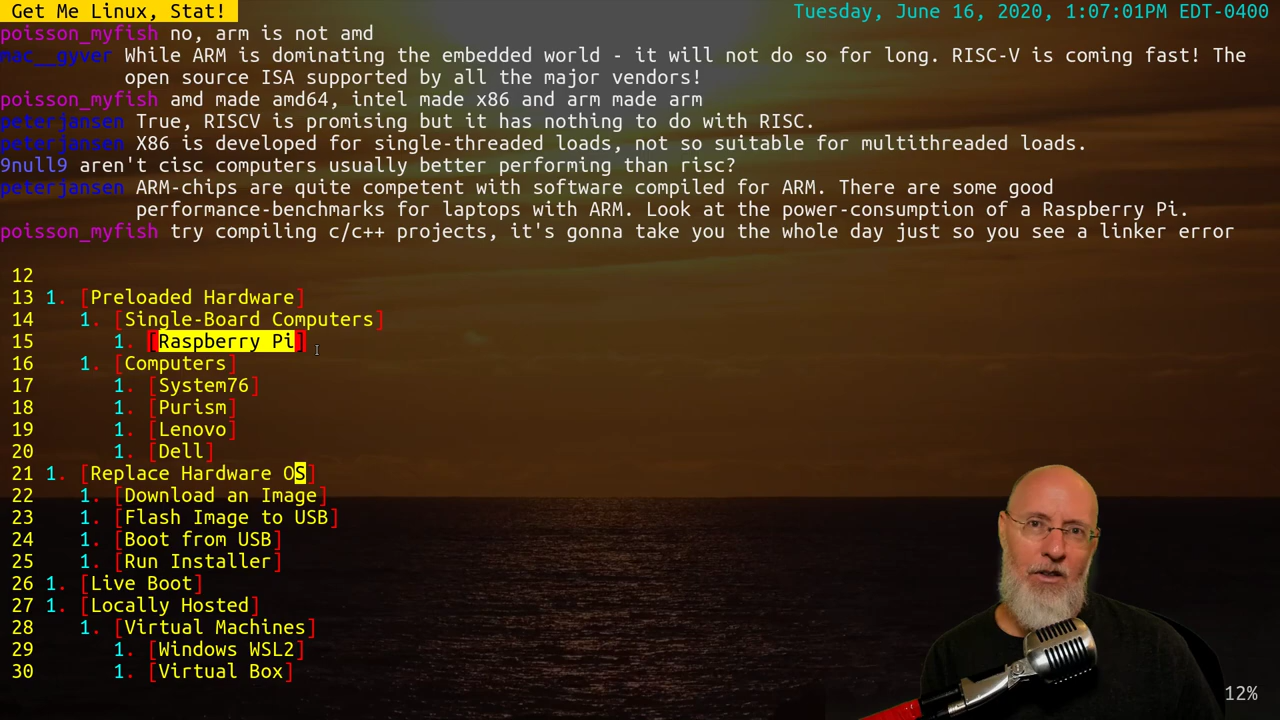 Get Me Linux, Stat!
Tuesday, June 16, 2020, 1:07:01PM EDT-0400
poisson_myfish no, arm is not amd
mac__gyver While ARM is dominating the embedded world - it will not do so for long. RISC-V is coming fast! The
open source ISA supported by all the major vendors!
poisson_myfish amd made amd64, intel made x86 and arm made arm
peterjansen True, RISCV is promising but it has nothing to do with RISC.
peterjansen X86 is developed for single-threaded loads, not so suitable for multithreaded loads.
9null9 aren't cisc computers usually better performing than risc?
peterjansen ARM-chips are quite competent with software compiled for ARM. There are some good
performance-benchmarks for laptops with ARM. Look at the power-consumption of a Raspberry Pi.
poisson_myfish try compiling c/c++ projects, it's gonna take you the whole day just so you see a linker error
12
13 1. [Preloaded Hardware]
14 1. [Single-Board Computers]
15 1. [Raspberry Pi]
16 1. [Computers]
17 1. [System76]
18 1. [Purism]
19 1. [Lenovo]
20 1. [Dell]
21 1. [Replace Hardware OS]
22 1. [Download an Image]
23 1. [Flash Image to USB]
24 1. [Boot from USB]
25 1. [Run Installer]
26 1. [Live Boot]
27 1. [Locally Hosted]
28 1. [Virtual Machines]
29 1. [Windows WSL2]
30 1. [Virtual Box]
12%